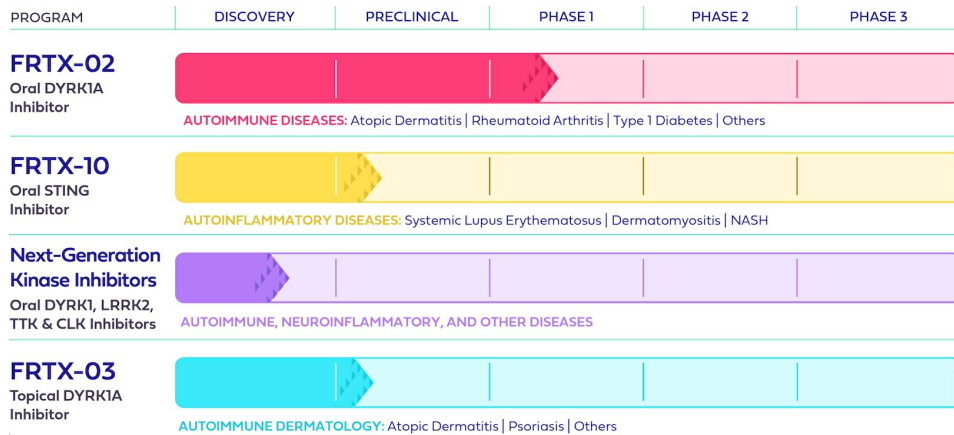 PROGRAM DISCOVERY PRECLINICAL PHASE 1 PHASE 2 PHASE 3
FRTX-02
Oral DYRK1A
Inhibitor
AUTOIMMUNE DISEASES: Atopic Dermatitis | Rheumatoid Arthritis | Type 1 Diabetes | Others
FRTX-10
Oral STING
Inhibitor
AUTOINFLAMMATORY DISEASES: Systemic Lupus Erythematosus | Dermatomyositis | NASH
Next-Generation
Kinase Inhibitors
Oral DYRK1, LRRK2,
TTK & CLK Inhibitors
AUTOIMMUNE, NEUROINFLAMMATORY, AND OTHER DISEASES
FRTX-03
Topical DYRK1A
Inhibitor
AUTOIMMUNE DERMATOLOGY: Atopic Dermatitis | Psoriasis | Others